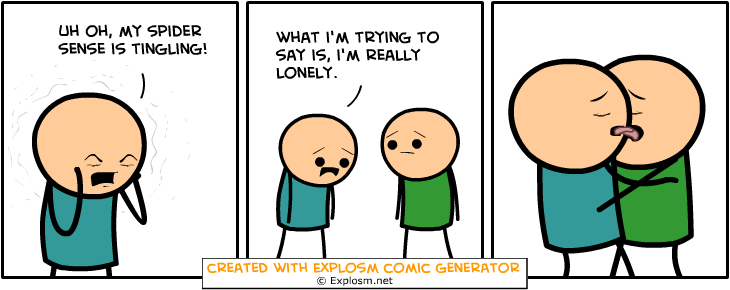 UH OH, MY SPIDER
SENSE IS TINGLING!
WHAT I'M TRYING TO
SAY IS, I'M REALLY
LONELY.
CREATED WITH EXPLOSM COMIC GENERATOR
© Explosm.net